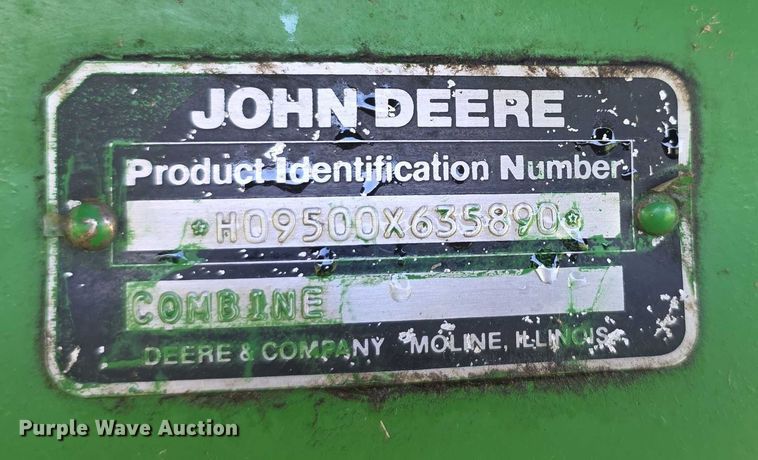 JOHN DEERE
Product Identification Number
*H09500X635890*
COMBINE
DEERE & COMPANY MOLINE, ILLINOIS
Purple Wave Auction